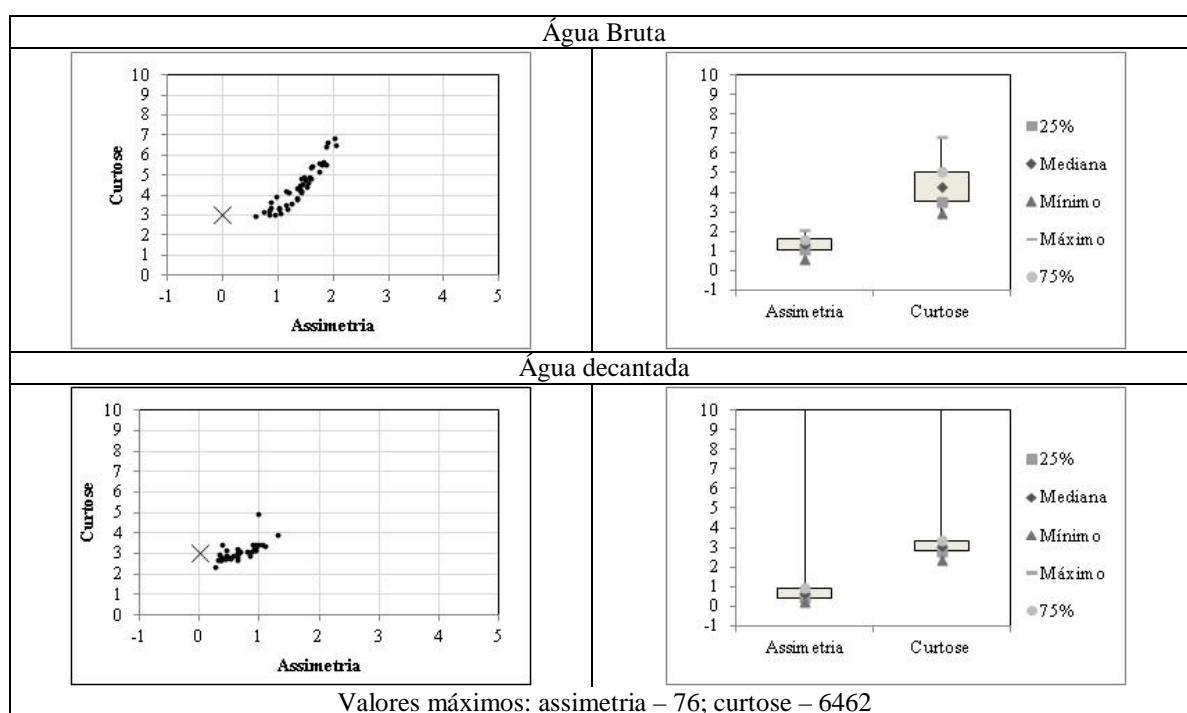 Água Bruta
10
9
8
7
6
5
4
3
2
1
0
Curtose
-1 0 1 2 3 4 5
Assimetria
10
9
8
7
6
5
4
3
2
1
0
-1
Assimetria Curtose
25%
Mediana
Mínimo
Máximo
75%
Água decantada
10
9
8
7
6
5
4
3
2
1
0
Curtose
-1 0 1 2 3 4 5
Assimetria
10
9
8
7
6
5
4
3
2
1
0
-1
Assimetria Curtose
25%
Mediana
Mínimo
Máximo
75%
Valores máximos: assimetria – 76; curtose – 6462